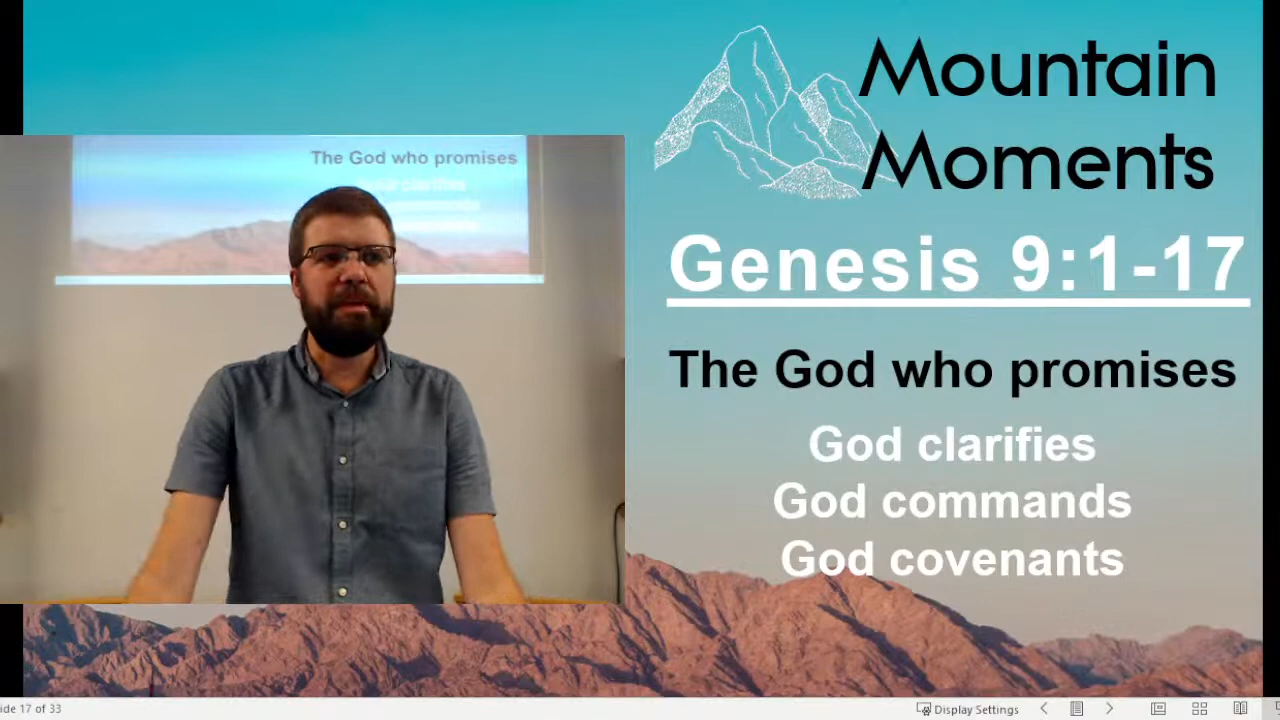 Mountain
Moments
Genesis 9:1-17
The God who promises
God clarifies
God commands
God covenants
The God who promises
ide 17 of 33
Display Settings